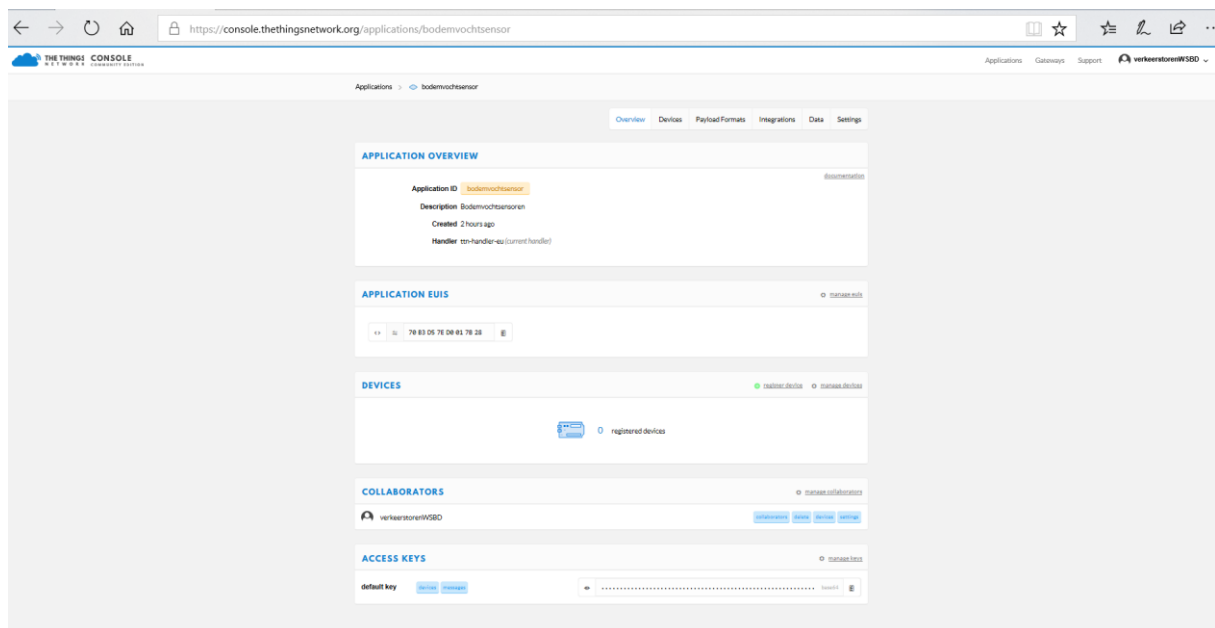 https://console.thethingsnetwork.org/applications/bodemvochtsensor
THE THINGS NETWORK CONSOLE COMMUNITY EDITION
Applications Gateways Support verkeerstorenWSBD
Applications > bodemvochtsensor
Overview Devices Payload Formats Integrations Data Settings
APPLICATION OVERVIEW
documentation
Application ID bodemvochtsensor
Description Bodemvochtsensoren
Created 2 hours ago
Handler ttn-handler-eu (current handler)
APPLICATION EUIS
manage euis
70 B3 D5 7E D0 01 7B 28
DEVICES
register device manage devices
0 registered devices
COLLABORATORS
manage collaborators
verkeerstorenWSBD
collaborators delete devices settings
ACCESS KEYS
manage keys
default key devices messages base64